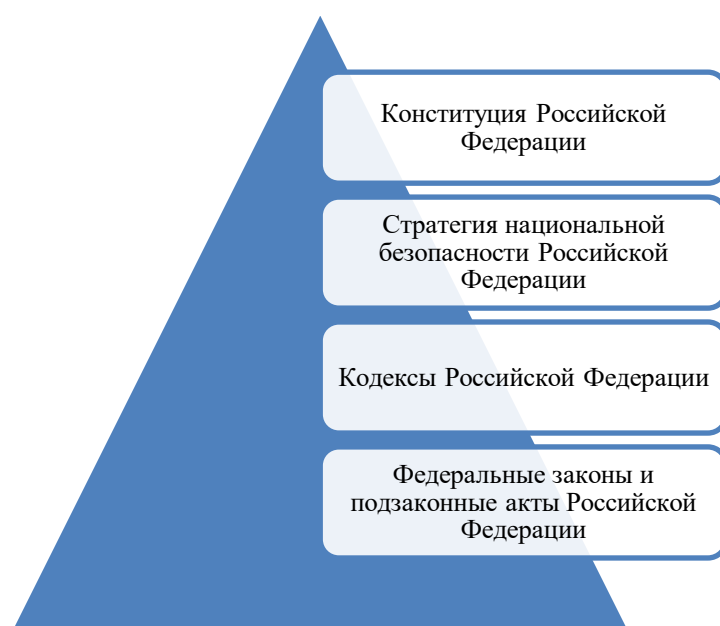 Конституция Российской
Федерации
Стратегия национальной
безопасности Российской
Федерации
Кодексы Российской Федерации
Федеральные законы и
подзаконные акты Российской
Федерации